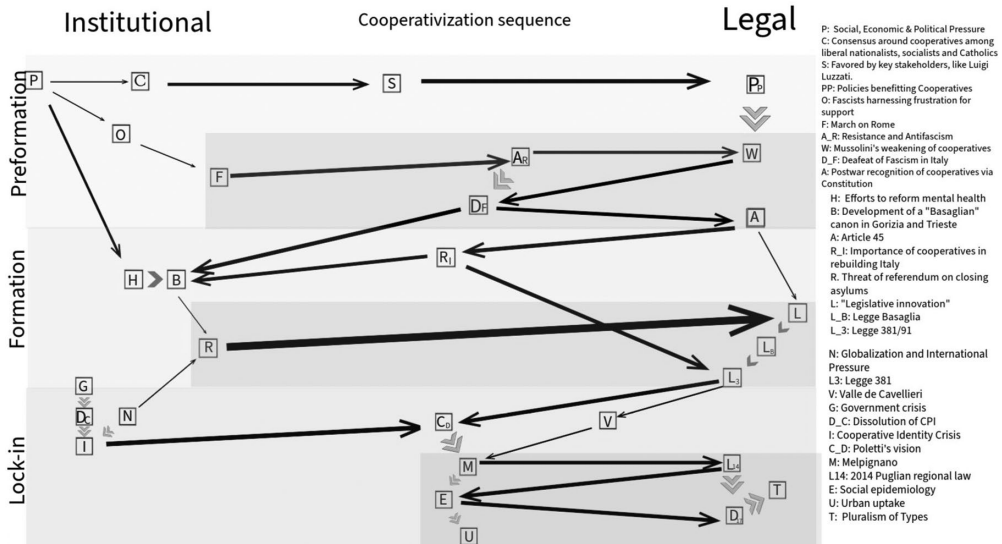 Institutional
Cooperativization sequence
Legal
Preformation
Formation
Lock-in
P
C
S
PP
O
F
AR
W
DF
A
H
B
RI
L
R
LB
L3
G
DC
N
I
CD
V
M
L14
E
T
U
P: Social, Economic & Political Pressure
C: Consensus around cooperatives among
liberal nationalists, socialists and Catholics
S: Favored by key stakeholders, like Luigi
Luzzati.
PP: Policies benefitting Cooperatives
O: Fascists harnessing frustration for
support
F: March on Rome
A_R: Resistance and Antifascism
W: Mussolini's weakening of cooperatives
D_F: Deafeat of Fascism in Italy
A: Postwar recognition of cooperatives via
Constitution
H: Efforts to reform mental health
B: Development of a "Basaglian"
canon in Gorizia and Trieste
A: Article 45
R_I: Importance of cooperatives in
rebuilding Italy
R. Threat of referendum on closing
asylums
L: "Legislative innovation"
L_B: Legge Basaglia
L_3: Legge 381/91
N: Globalization and International
Pressure
L3: Legge 381
V: Valle de Cavellieri
G: Government crisis
D_C: Dissolution of CPI
I: Cooperative Identity Crisis
C_D: Poletti's vision
M: Melpignano
L14: 2014 Puglian regional law
E: Social epidemiology
U: Urban uptake
T: Pluralism of Types